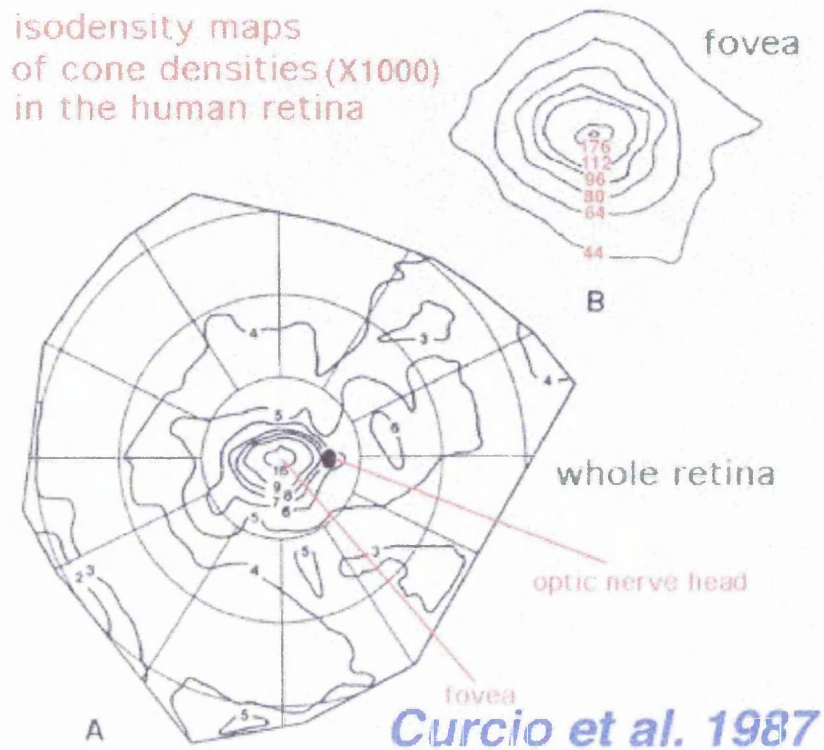 isodensity maps
of cone densities (X1000)
in the human retina
fovea
176
112
96
80
64
44
B
4
3
4
5
6
16
9
8
7
6
5
5
3
4
2 3
5
whole retina
optic nerve head
fovea
A
Curcio et al. 1987